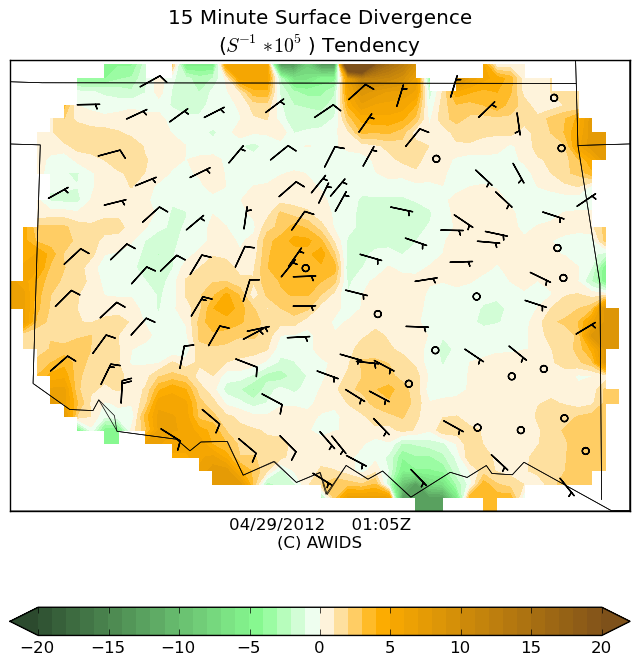 15 Minute Surface Divergence
(S⁻¹ * 10⁵ ) Tendency
04/29/2012 01:05Z
(C) AWIDS
−20 −15 −10 −5 0 5 10 15 20